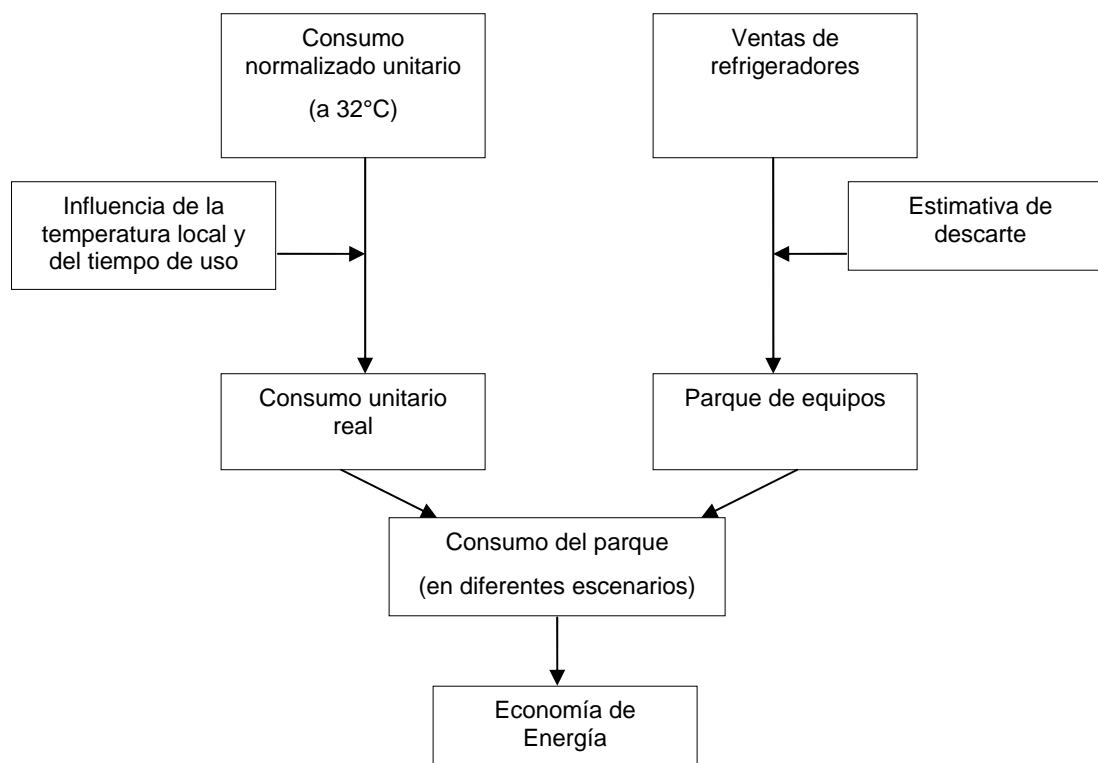 Consumo
normalizado unitario
(a 32°C)
Ventas de
refrigeradores
Influencia de la
temperatura local y
del tiempo de uso
Estimativa de
descarte
Consumo unitario
real
Parque de equipos
Consumo del parque
(en diferentes escenarios)
Economía de
Energía